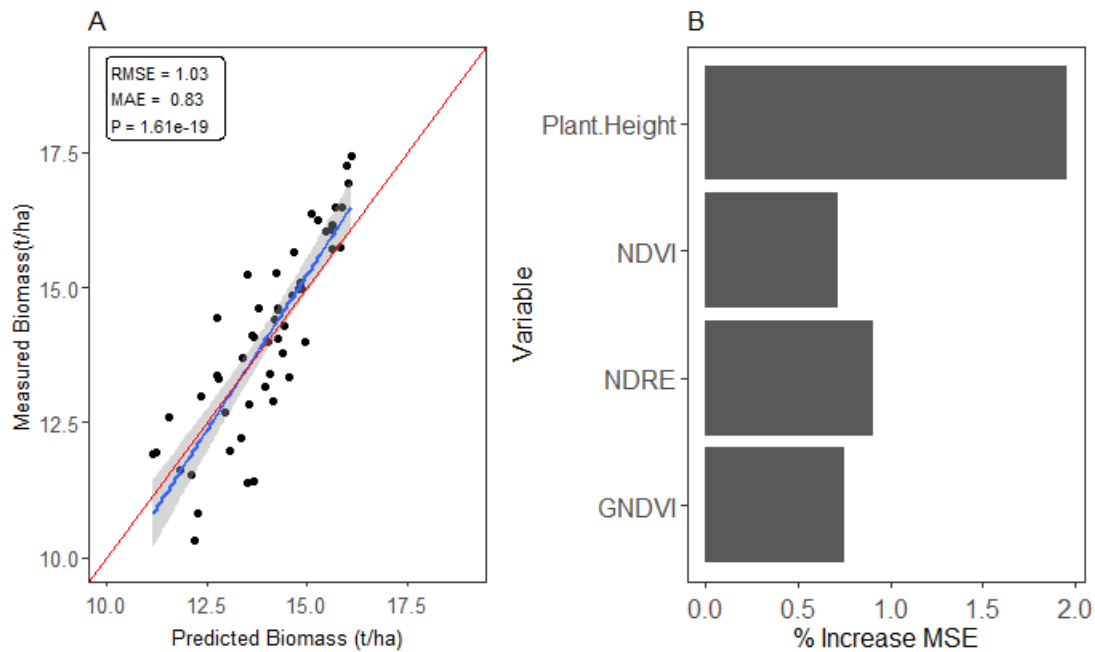 A
RMSE = 1.03
MAE = 0.83
P = 1.61e-19
Measured Biomass(t/ha)
17.5
15.0
12.5
10.0
10.0 12.5 15.0 17.5
Predicted Biomass (t/ha)
B
Variable
Plant.Height
NDVI
NDRE
GNDVI
0.0 0.5 1.0 1.5 2.0
% Increase MSE